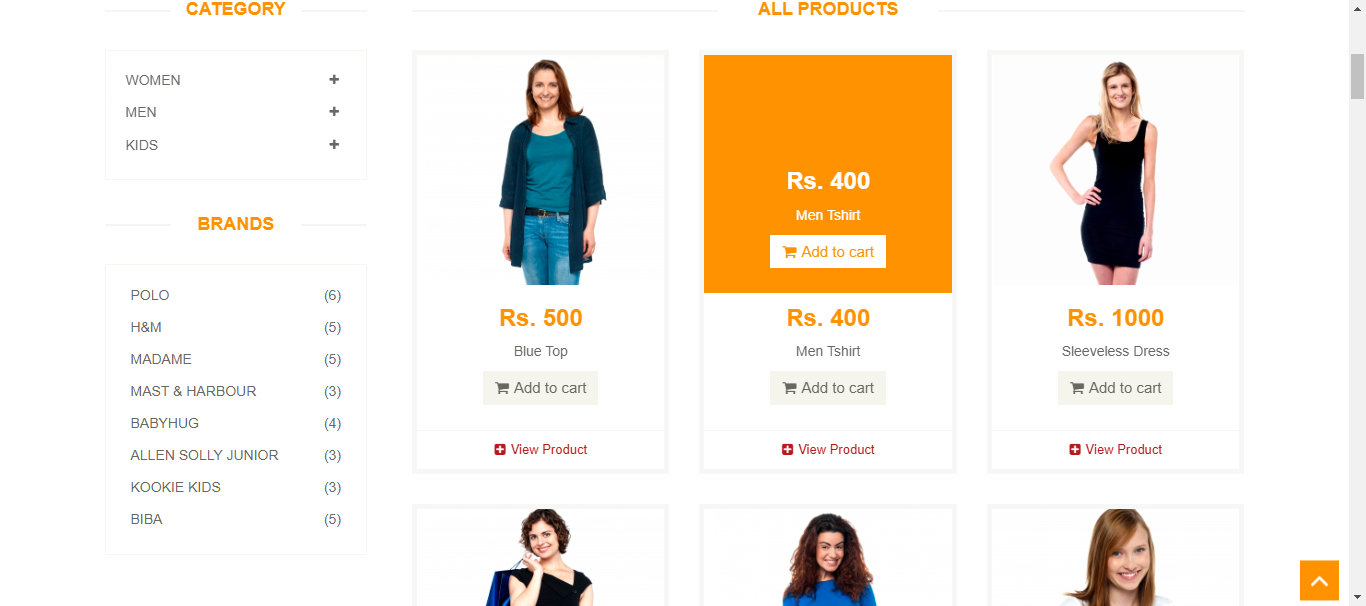 CATEGORY
WOMEN
MEN
KIDS
BRANDS
POLO (6)
H&M (5)
MADAME (5)
MAST & HARBOUR (3)
BABYHUG (4)
ALLEN SOLLY JUNIOR (3)
KOOKIE KIDS (3)
BIBA (5)
ALL PRODUCTS
Rs. 500
Blue Top
Add to cart
View Product
Rs. 400
Men Tshirt
Add to cart
Rs. 400
Men Tshirt
Add to cart
View Product
Rs. 1000
Sleeveless Dress
Add to cart
View Product